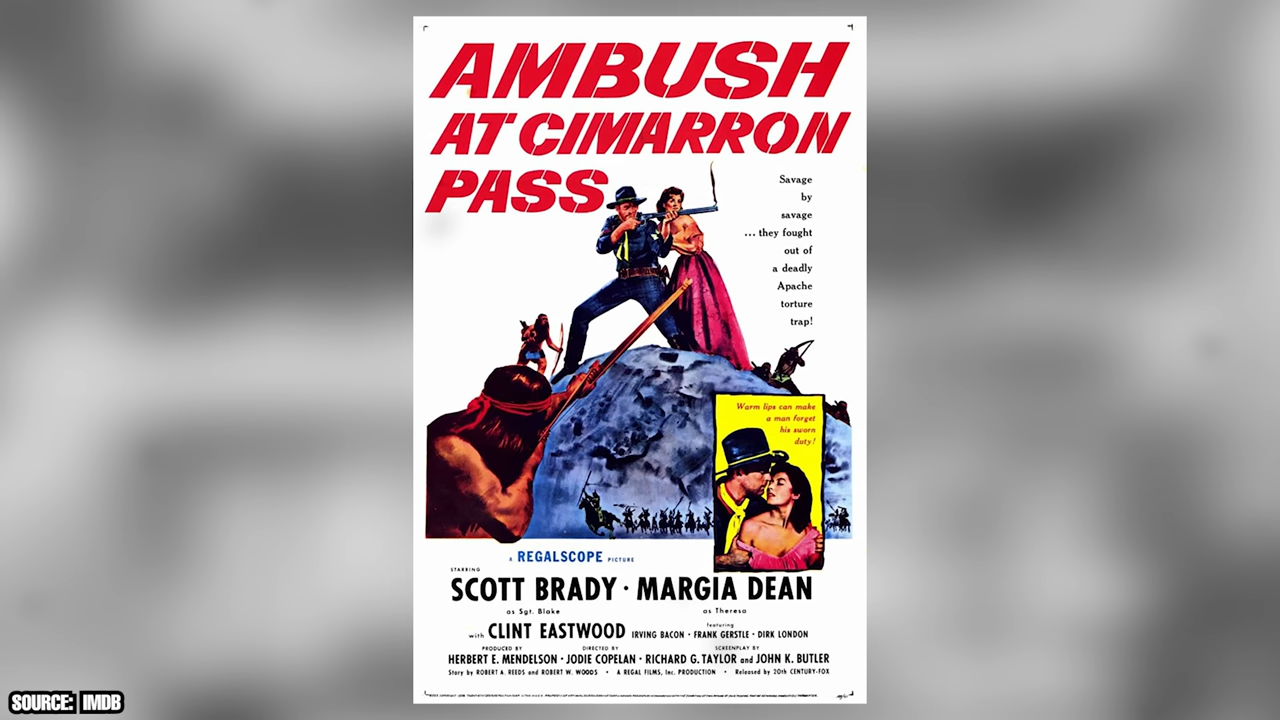 AMBUSH
AT CIMARRON
PASS
Savage
by
savage
...they fought
out of
a deadly
Apache
torture
trap!
Warm lips can make
a man forget
his sworn
duty!
A REGALSCOPE PICTURE
STARRING
SCOTT BRADY · MARGIA DEAN
as Sgt. Blake as Theresa
featuring
with CLINT EASTWOOD IRVING BACON · FRANK GERSTLE · DIRK LONDON
PRODUCED BY DIRECTED BY SCREENPLAY BY
HERBERT E. MENDELSON · JODIE COPELAN · RICHARD G. TAYLOR and JOHN K. BUTLER
Story by ROBERT A. REEDS and ROBERT W. WOODS • A REGAL FILMS, Inc. PRODUCTION • Released by 20th CENTURY-FOX
SOURCE: IMDB